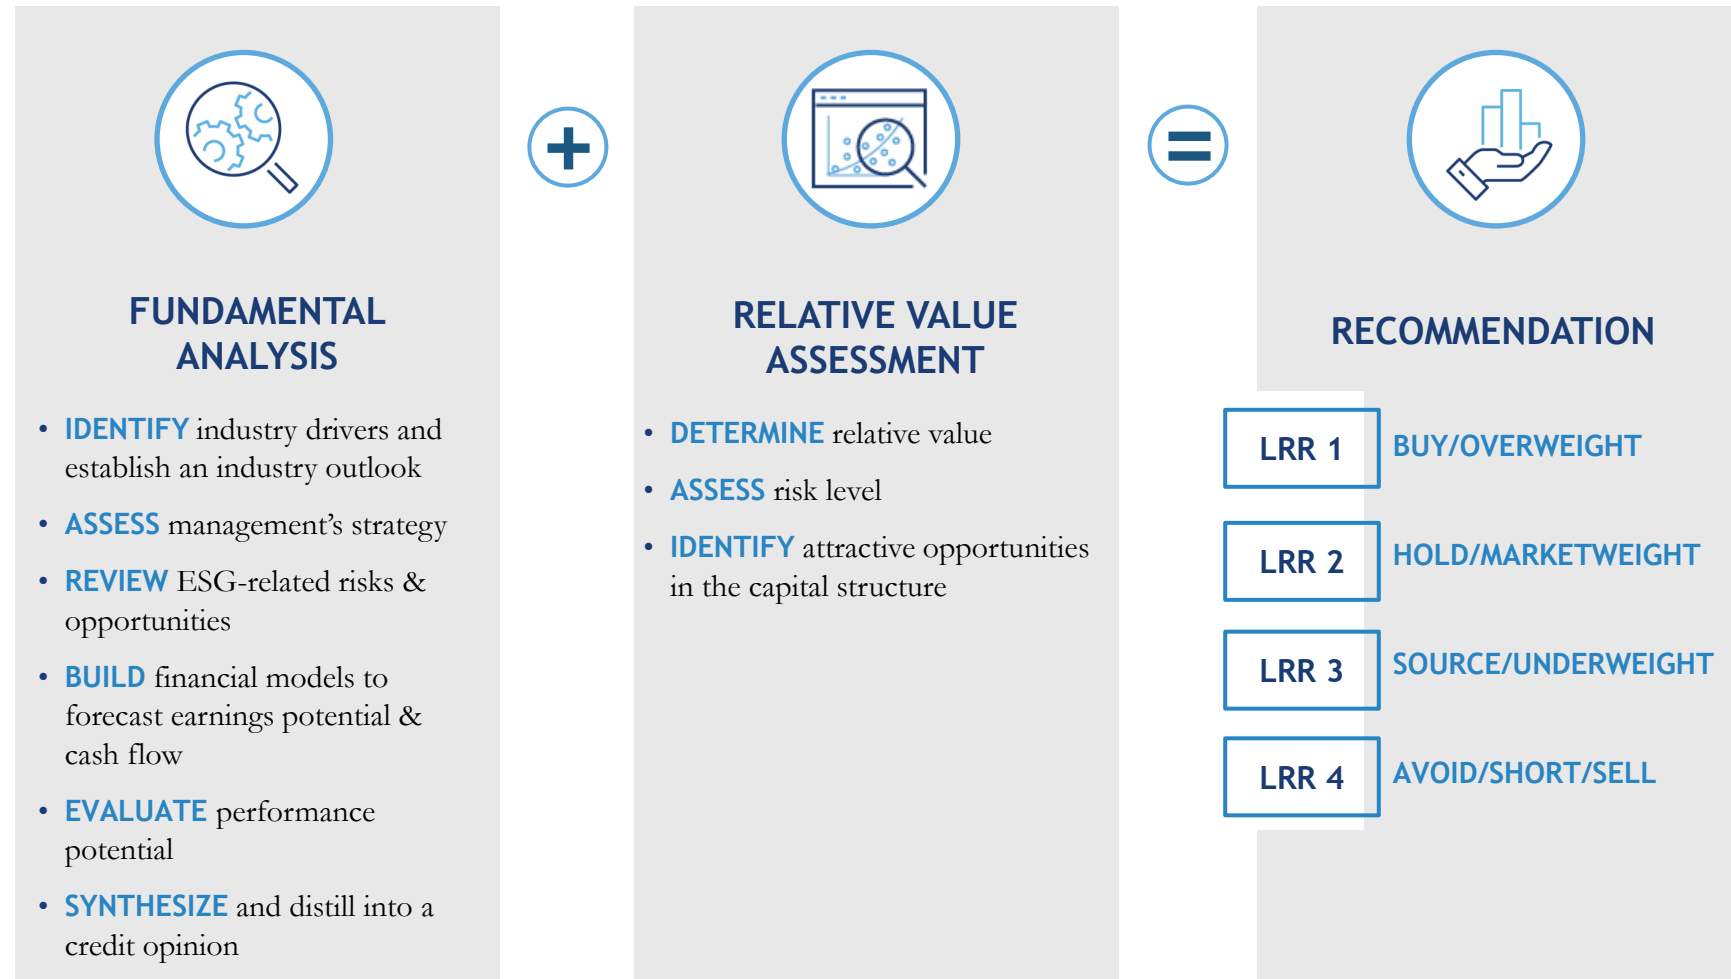 +
=
FUNDAMENTAL
ANALYSIS
• IDENTIFY industry drivers and
establish an industry outlook
• ASSESS management’s strategy
• REVIEW ESG-related risks &
opportunities
• BUILD financial models to
forecast earnings potential &
cash flow
• EVALUATE performance
potential
• SYNTHESIZE and distill into a
credit opinion
RELATIVE VALUE
ASSESSMENT
• DETERMINE relative value
• ASSESS risk level
• IDENTIFY attractive opportunities
in the capital structure
RECOMMENDATION
LRR 1 BUY/OVERWEIGHT
LRR 2 HOLD/MARKETWEIGHT
LRR 3 SOURCE/UNDERWEIGHT
LRR 4 AVOID/SHORT/SELL